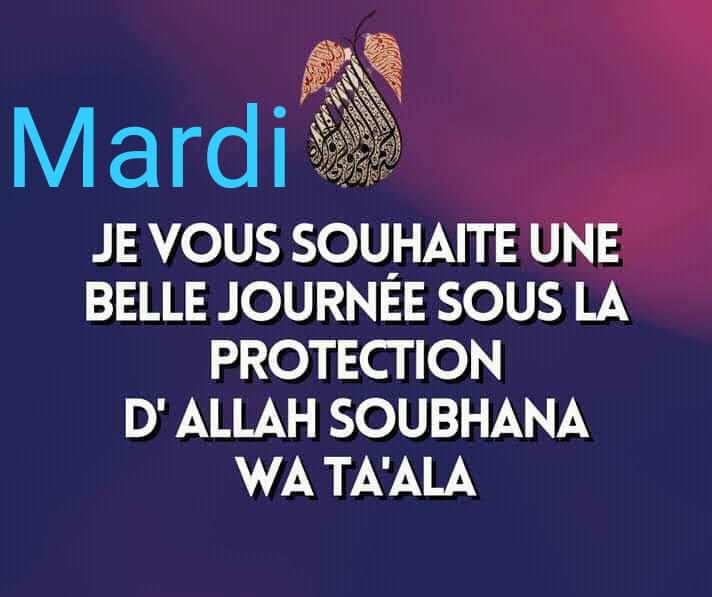 Mardi
JE VOUS SOUHAITE UNE
BELLE JOURNÉE SOUS LA
PROTECTION
D' ALLAH SOUBHANA
WA TA'ALA